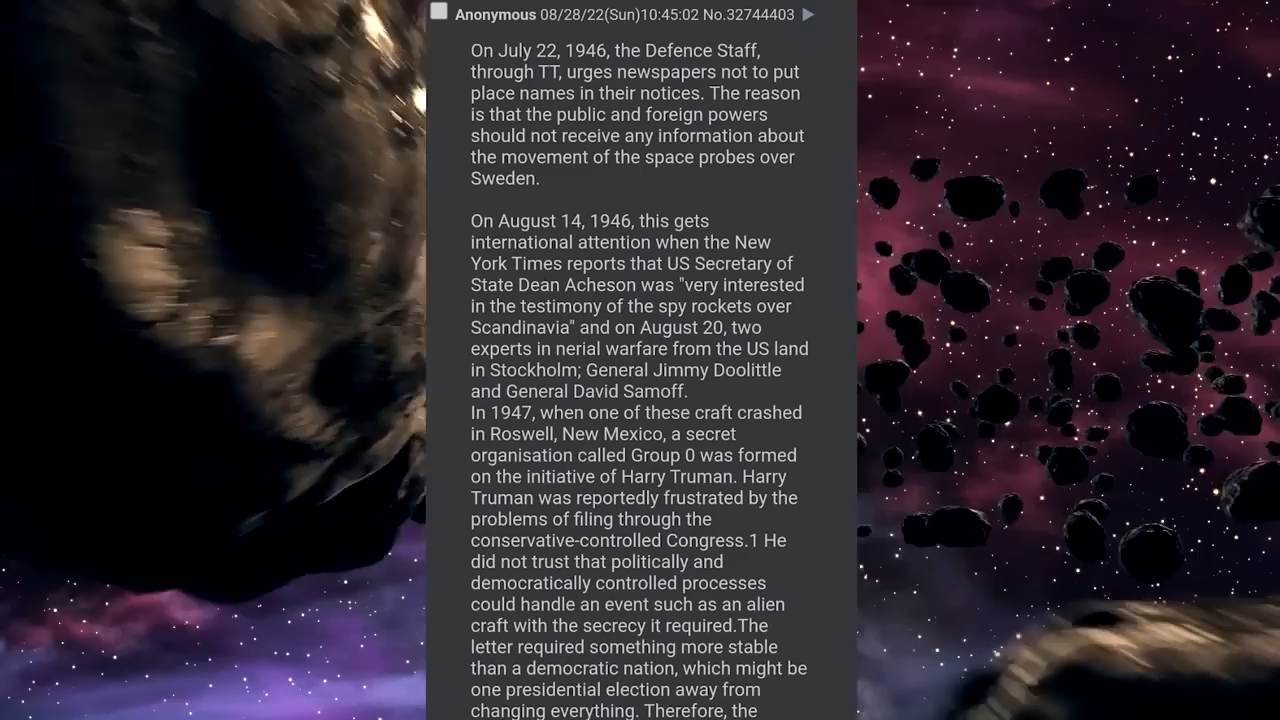 Anonymous 08/28/22(Sun)10:45:02 No.32744403 ▶
On July 22, 1946, the Defence Staff,
through TT, urges newspapers not to put
place names in their notices. The reason
is that the public and foreign powers
should not receive any information about
the movement of the space probes over
Sweden.
On August 14, 1946, this gets
international attention when the New
York Times reports that US Secretary of
State Dean Acheson was "very interested
in the testimony of the spy rockets over
Scandinavia" and on August 20, two
experts in nerial warfare from the US land
in Stockholm; General Jimmy Doolittle
and General David Samoff.
In 1947, when one of these craft crashed
in Roswell, New Mexico, a secret
organisation called Group 0 was formed
on the initiative of Harry Truman. Harry
Truman was reportedly frustrated by the
problems of filing through the
conservative-controlled Congress.1 He
did not trust that politically and
democratically controlled processes
could handle an event such as an alien
craft with the secrecy it required.The
letter required something more stable
than a democratic nation, which might be
one presidential election away from
changing everything. Therefore, the